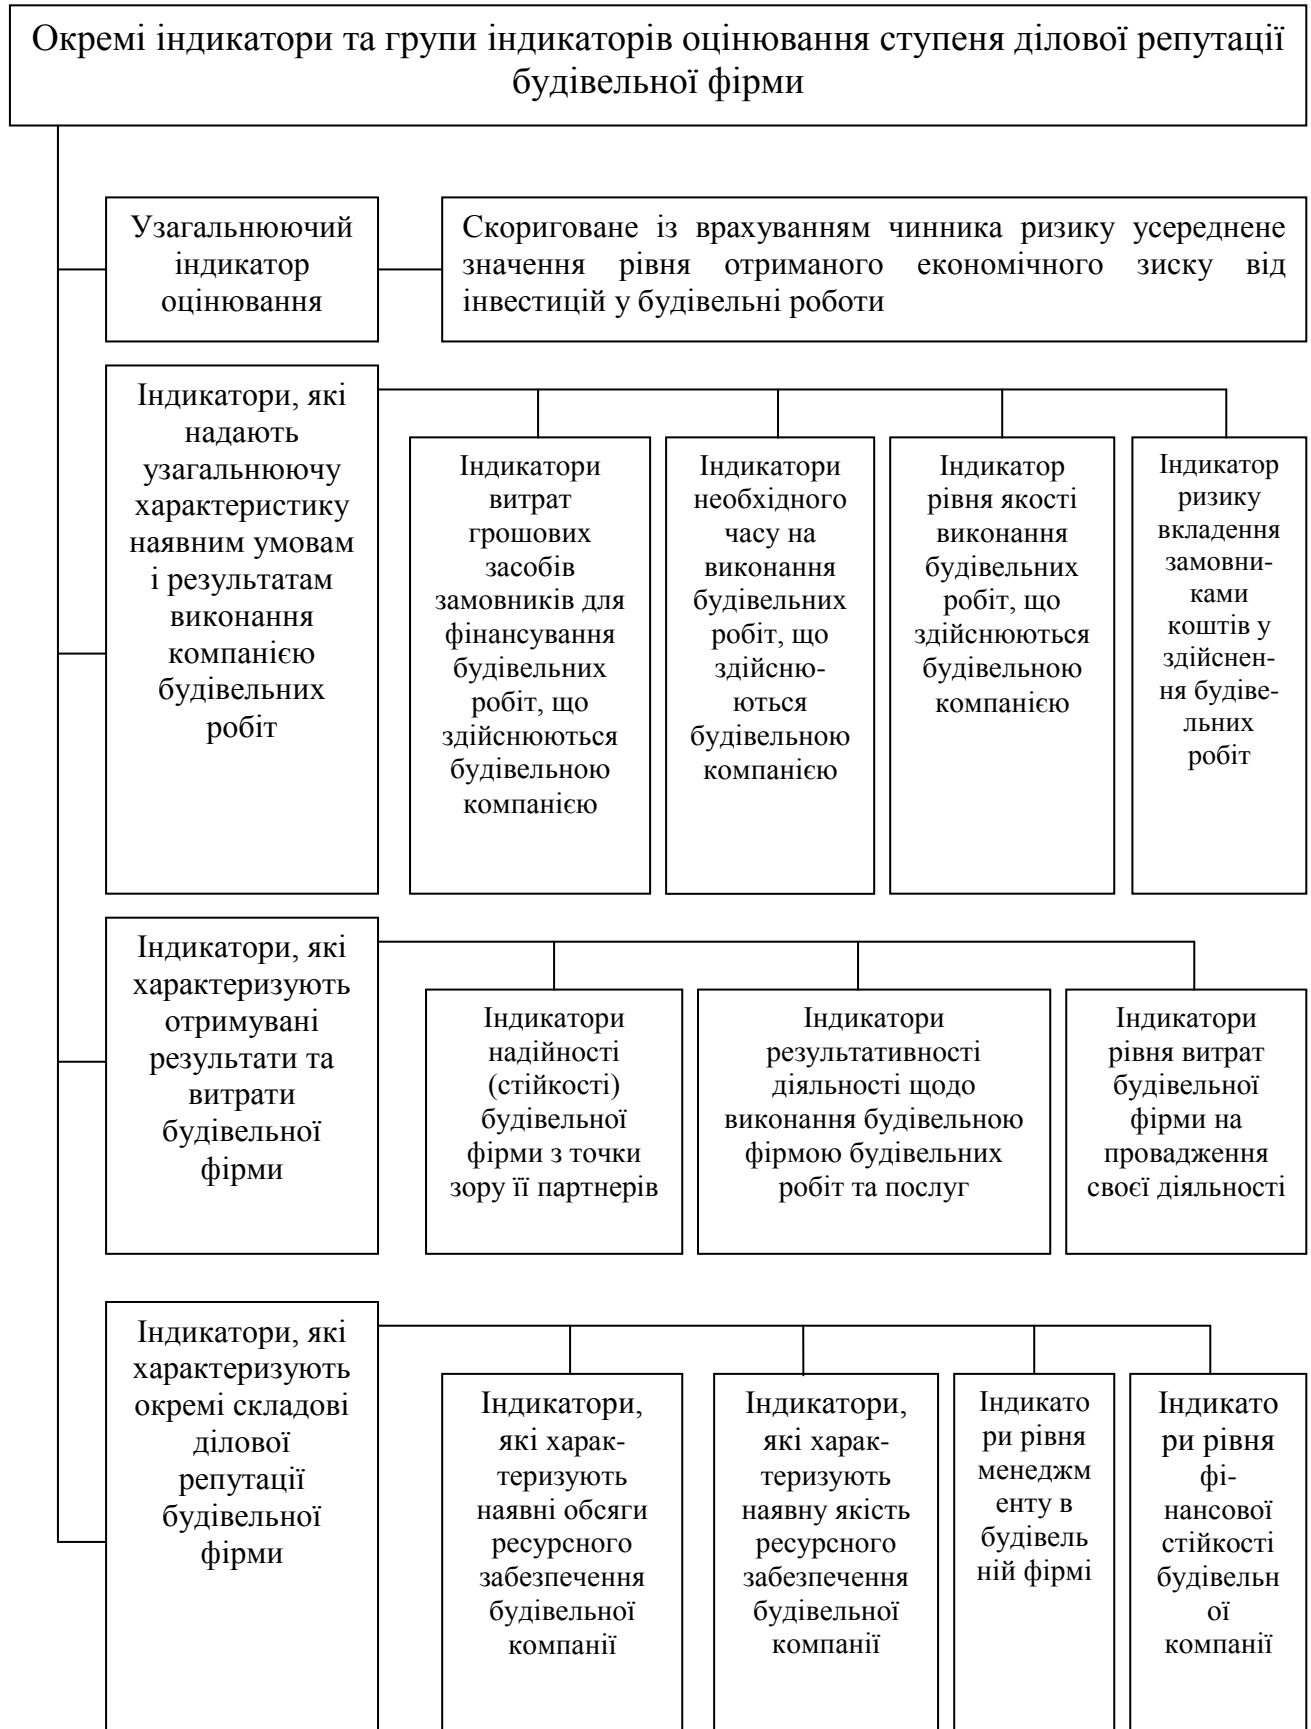 Окремі індикатори та групи індикаторів оцінювання ступеня ділової репутації
будівельної фірми
Узагальнюючий
індикатор
оцінювання
Скориговане із врахуванням чинника ризику усереднене
значення рівня отриманого економічного зиску від
інвестицій у будівельні роботи
Індикатори, які
надають
узагальнюючу
характеристику
наявним умовам
і результатам
виконання
компанією
будівельних
робіт
Індикатори
витрат
грошових
засобів
замовників для
фінансування
будівельних
робіт, що
здійснюються
будівельною
компанією
Індикатори
необхідного
часу на
виконання
будівельних
робіт, що
здійсню-
ються
будівельною
компанією
Індикатор
рівня якості
виконання
будівельних
робіт, що
здійснюються
будівельною
компанією
Індикатор
ризику
вкладення
замовни-
ками
коштів у
здійснен-
ня будіве-
льних
робіт
Індикатори, які
характеризують
отримувані
результати та
витрати
будівельної
фірми
Індикатори
надійності
(стійкості)
будівельної
фірми з точки
зору її партнерів
Індикатори
результативності
діяльності щодо
виконання будівельною
фірмою будівельних
робіт та послуг
Індикатори
рівня витрат
будівельної
фірми на
провадження
своєї діяльності
Індикатори, які
характеризують
окремі складові
ділової
репутації
будівельної
фірми
Індикатори,
які харак-
теризують
наявні обсяги
ресурсного
забезпечення
будівельної
компанії
Індикатори,
які харак-
теризують
наявну якість
ресурсного
забезпечення
будівельної
компанії
Індикато
ри рівня
менеджм
енту в
будівель
ній фірмі
Індикато
ри рівня
фі-
нансової
стійкості
будівельн
ої
компанії